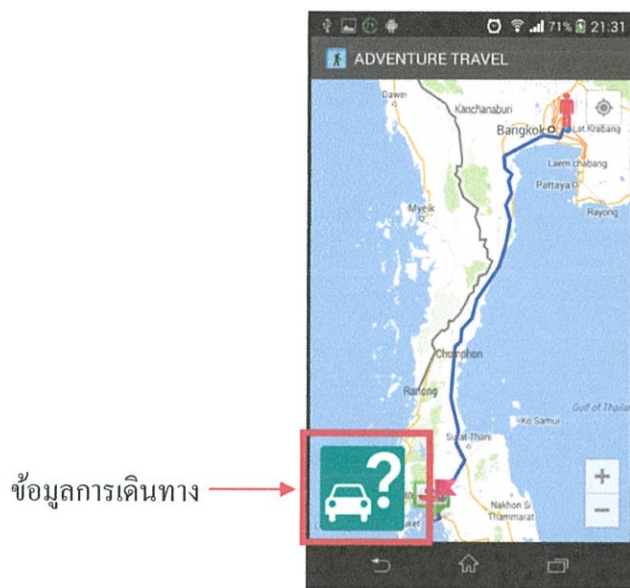 71% 21:31
ADVENTURE TRAVEL
Dawei
Kanchanaburi
Bangkok
Lat Krabang
Laem chabang
Pattaya
Rayong
Myeik
Chumphon
Ranong
Gulf of Thailan
Ko Samui
Surat Thani
?
ข้อมูลการเดินทาง
Nakhon Si
Thammarat
+
−